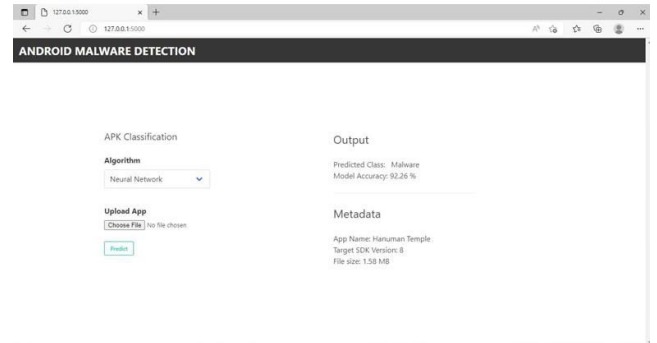 127.0.0.1:5000
127.0.0.1:5000
ANDROID MALWARE DETECTION
APK Classification
Algorithm
Neural Network
Upload App
Choose File No file chosen
Predict
Output
Predicted Class: Malware
Model Accuracy: 92.26 %
Metadata
App Name: Hanuman Temple
Target SDK Version: 8
File size: 1.58 MB